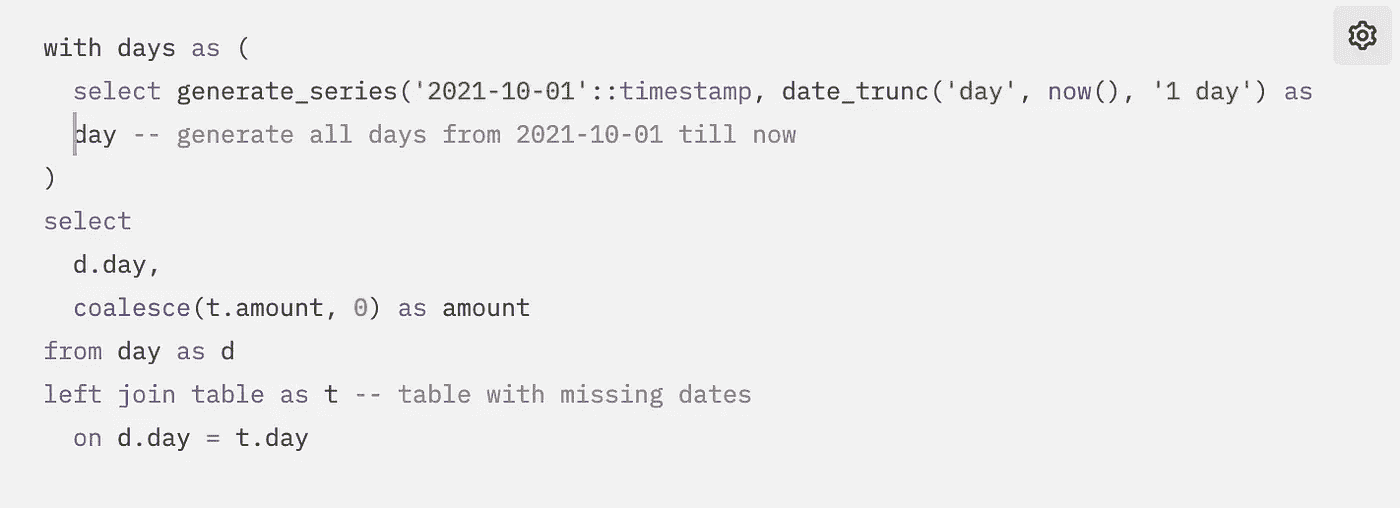 with days as (
  select generate_series('2021-10-01'::timestamp, date_trunc('day', now(), '1 day') as
  day -- generate all days from 2021-10-01 till now
)
select
  d.day,
  coalesce(t.amount, 0) as amount
from day as d
left join table as t -- table with missing dates
  on d.day = t.day